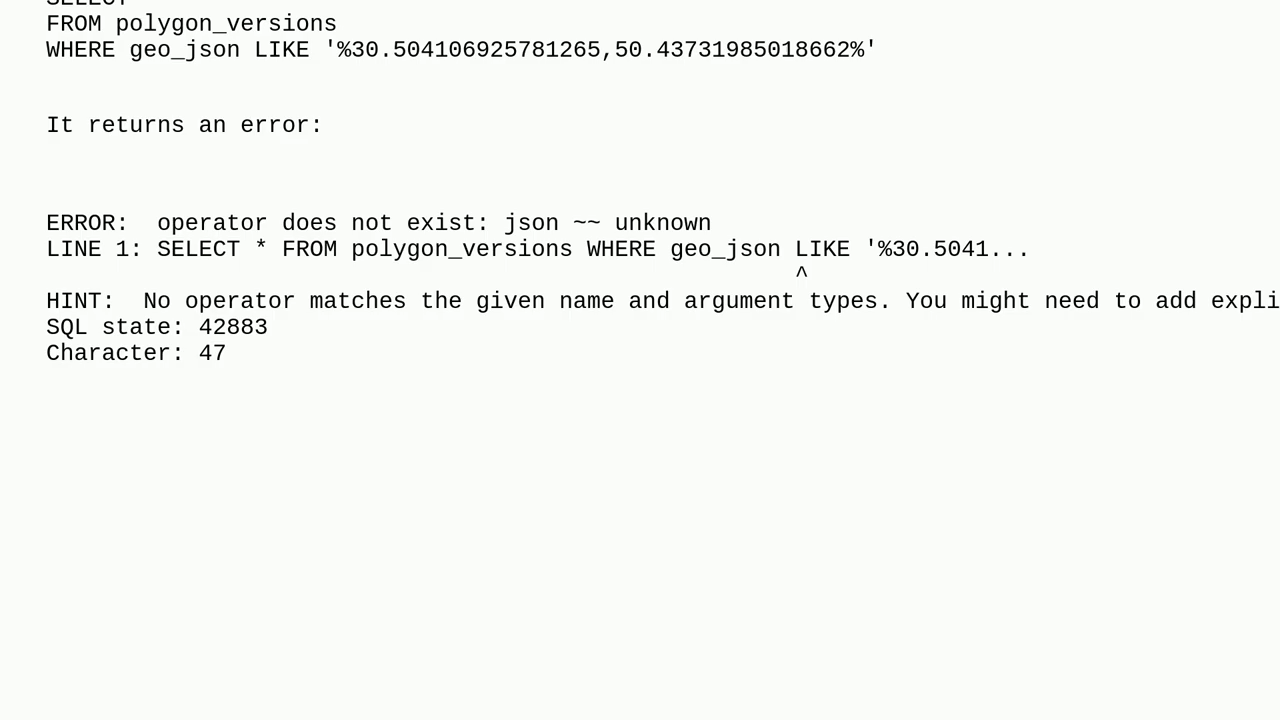 SELECT
FROM polygon_versions
WHERE geo_json LIKE '%30.504106925781265,50.43731985018662%'
It returns an error:
ERROR:  operator does not exist: json ~~ unknown
LINE 1: SELECT * FROM polygon_versions WHERE geo_json LIKE '%30.5041...
^
HINT:  No operator matches the given name and argument types. You might need to add expli
SQL state: 42883
Character: 47